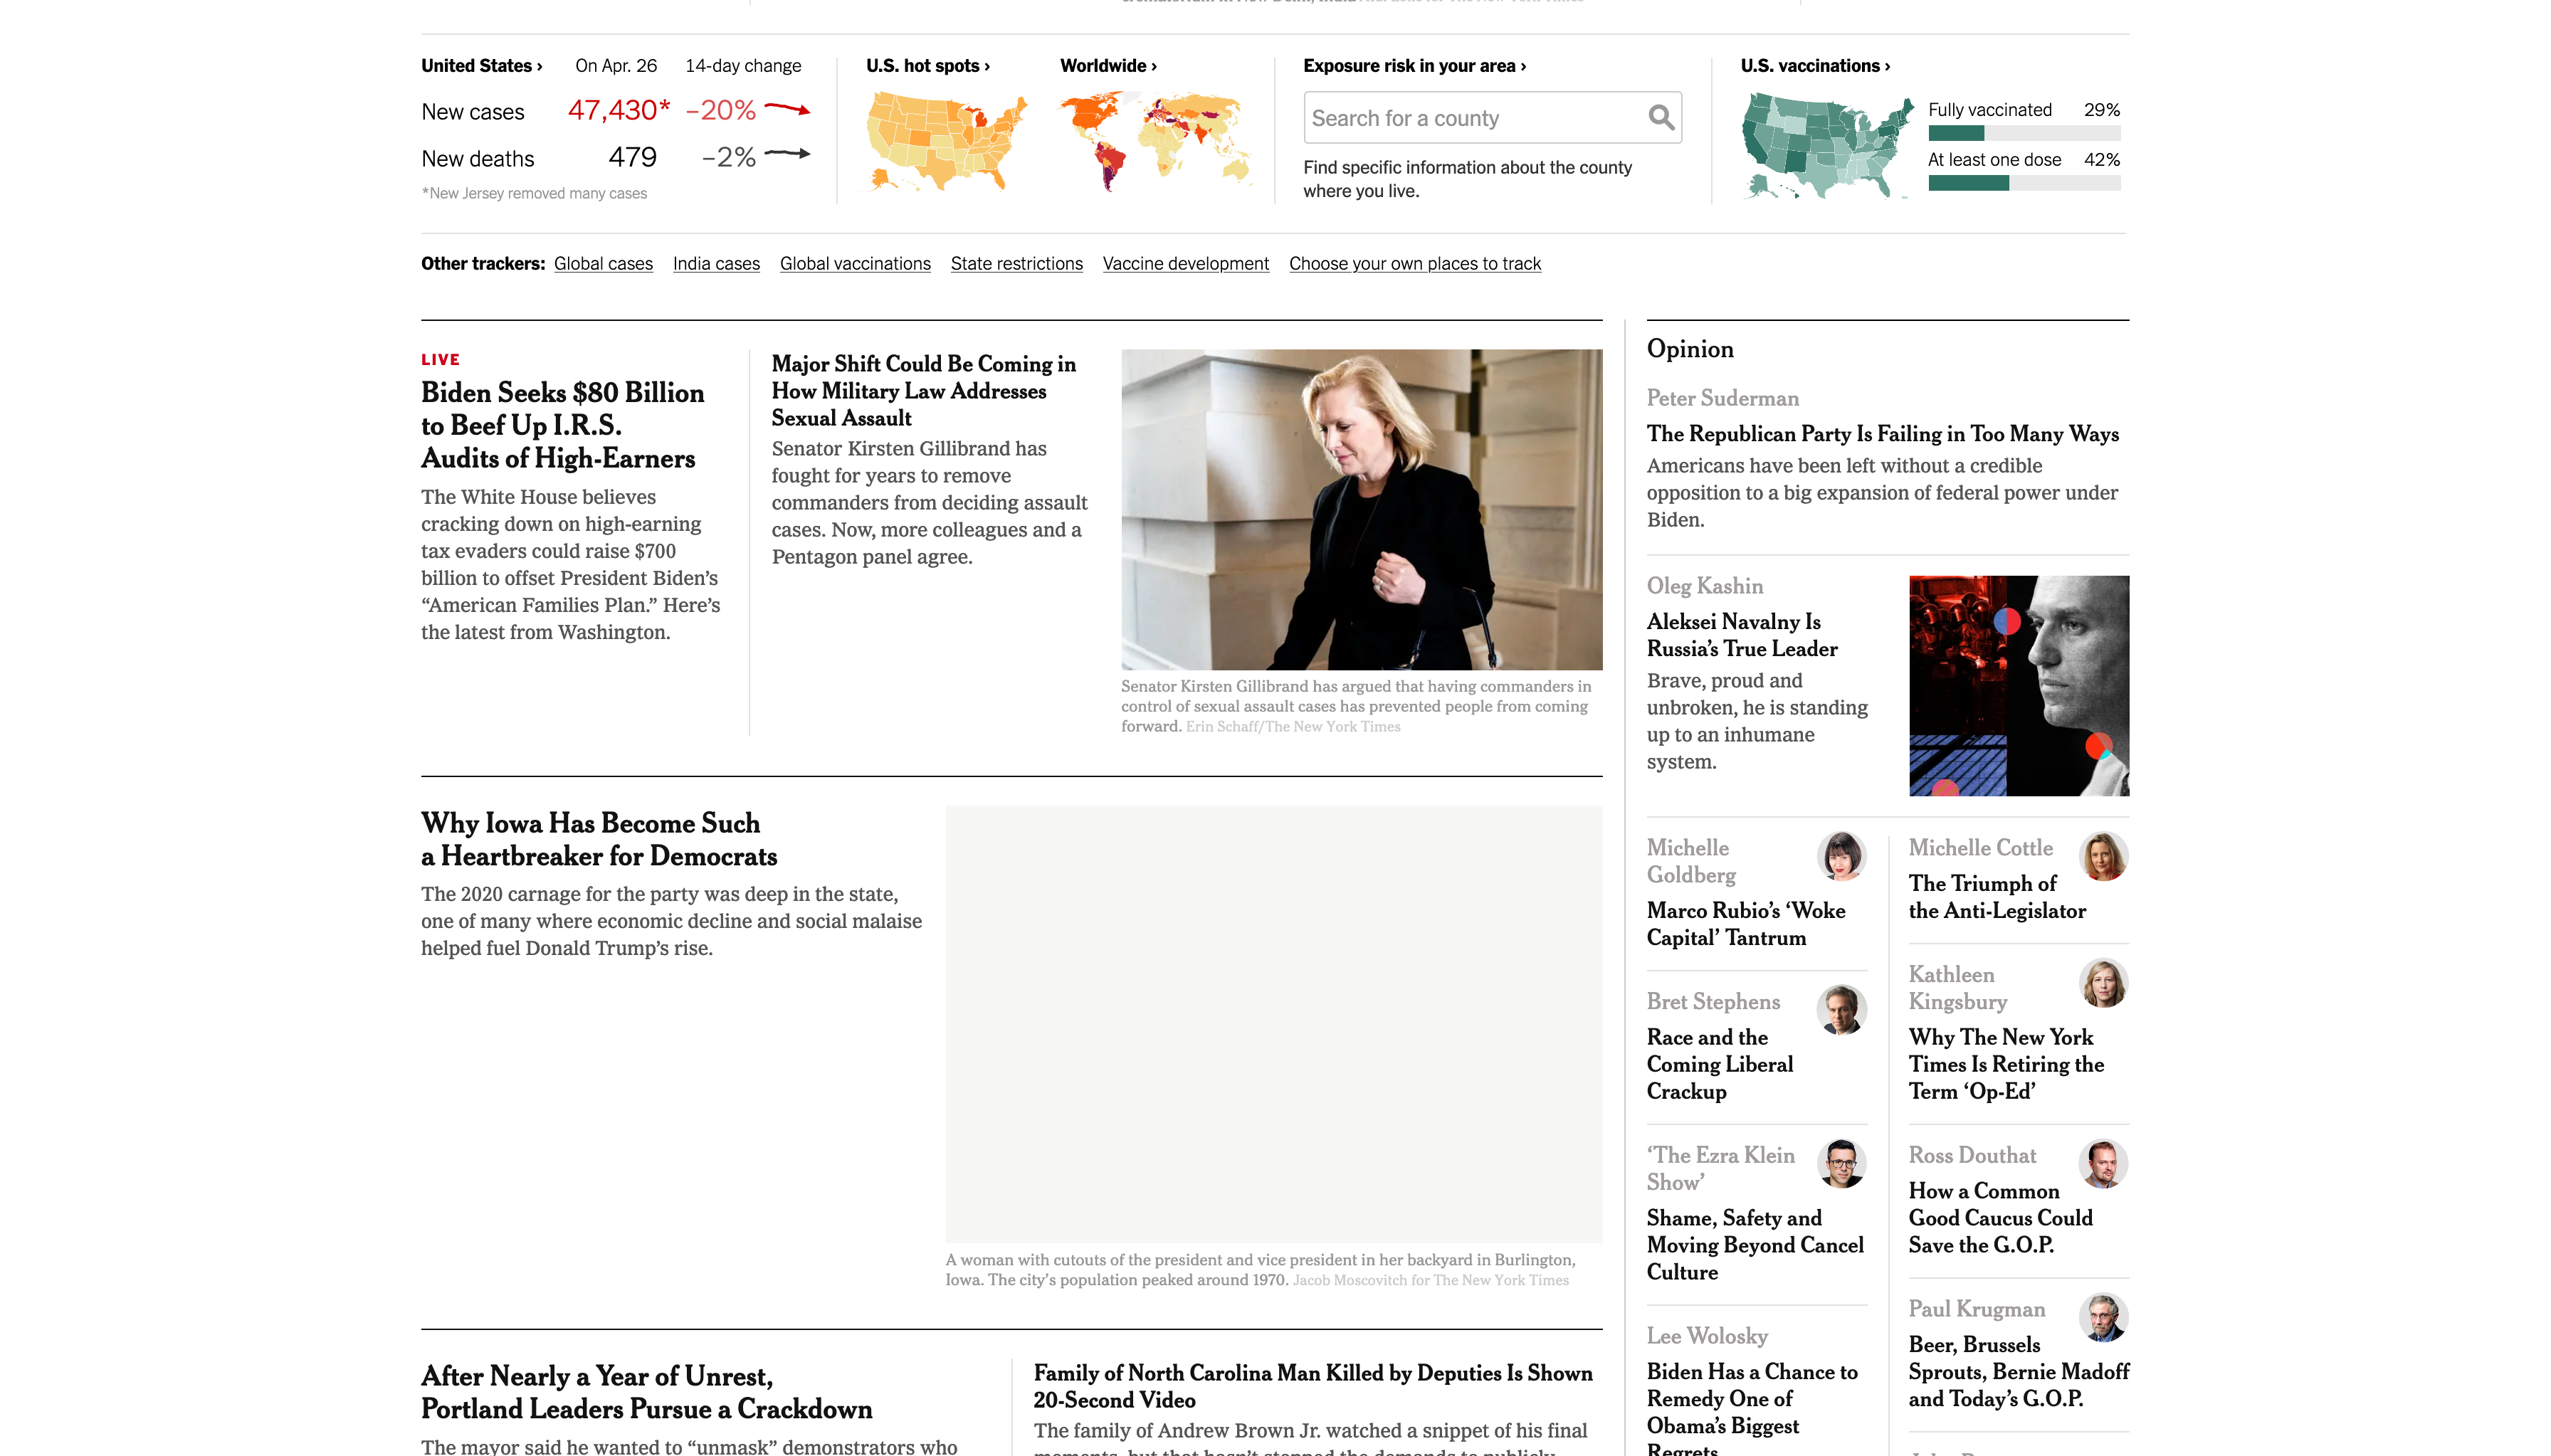 United States › On Apr. 26 14-day change
New cases 47,430* –20%
New deaths 479 –2%
*New Jersey removed many cases
U.S. hot spots ›
Worldwide ›
Exposure risk in your area ›
Search for a county
Find specific information about the county
where you live.
U.S. vaccinations ›
Fully vaccinated 29%
At least one dose 42%
Other trackers: Global cases India cases Global vaccinations State restrictions Vaccine development Choose your own places to track
LIVE
Biden Seeks $80 Billion
to Beef Up I.R.S.
Audits of High-Earners
The White House believes
cracking down on high-earning
tax evaders could raise $700
billion to offset President Biden’s
“American Families Plan.” Here’s
the latest from Washington.
Major Shift Could Be Coming in
How Military Law Addresses
Sexual Assault
Senator Kirsten Gillibrand has
fought for years to remove
commanders from deciding assault
cases. Now, more colleagues and a
Pentagon panel agree.
Senator Kirsten Gillibrand has argued that having commanders in
control of sexual assault cases has prevented people from coming
forward. Erin Schaff/The New York Times
Why Iowa Has Become Such
a Heartbreaker for Democrats
The 2020 carnage for the party was deep in the state,
one of many where economic decline and social malaise
helped fuel Donald Trump’s rise.
A woman with cutouts of the president and vice president in her backyard in Burlington,
Iowa. The city’s population peaked around 1970. Jacob Moscovitch for The New York Times
After Nearly a Year of Unrest,
Portland Leaders Pursue a Crackdown
The mayor said he wanted to “unmask” demonstrators who
Family of North Carolina Man Killed by Deputies Is Shown
20-Second Video
The family of Andrew Brown Jr. watched a snippet of his final
moments, but that hasn’t stopped the demands to publicly
Opinion
Peter Suderman
The Republican Party Is Failing in Too Many Ways
Americans have been left without a credible
opposition to a big expansion of federal power under
Biden.
Oleg Kashin
Aleksei Navalny Is
Russia’s True Leader
Brave, proud and
unbroken, he is standing
up to an inhumane
system.
Michelle
Goldberg
Marco Rubio’s ‘Woke
Capital’ Tantrum
Bret Stephens
Race and the
Coming Liberal
Crackup
‘The Ezra Klein
Show’
Shame, Safety and
Moving Beyond Cancel
Culture
Lee Wolosky
Biden Has a Chance to
Remedy One of
Obama’s Biggest
Regrets
Michelle Cottle
The Triumph of
the Anti-Legislator
Kathleen
Kingsbury
Why The New York
Times Is Retiring the
Term ‘Op-Ed’
Ross Douthat
How a Common
Good Caucus Could
Save the G.O.P.
Paul Krugman
Beer, Brussels
Sprouts, Bernie Madoff
and Today’s G.O.P.